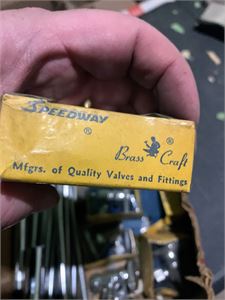 SPEEDWAY
®
Brass Craft ®
Mfgrs. of Quality Valves and Fittings